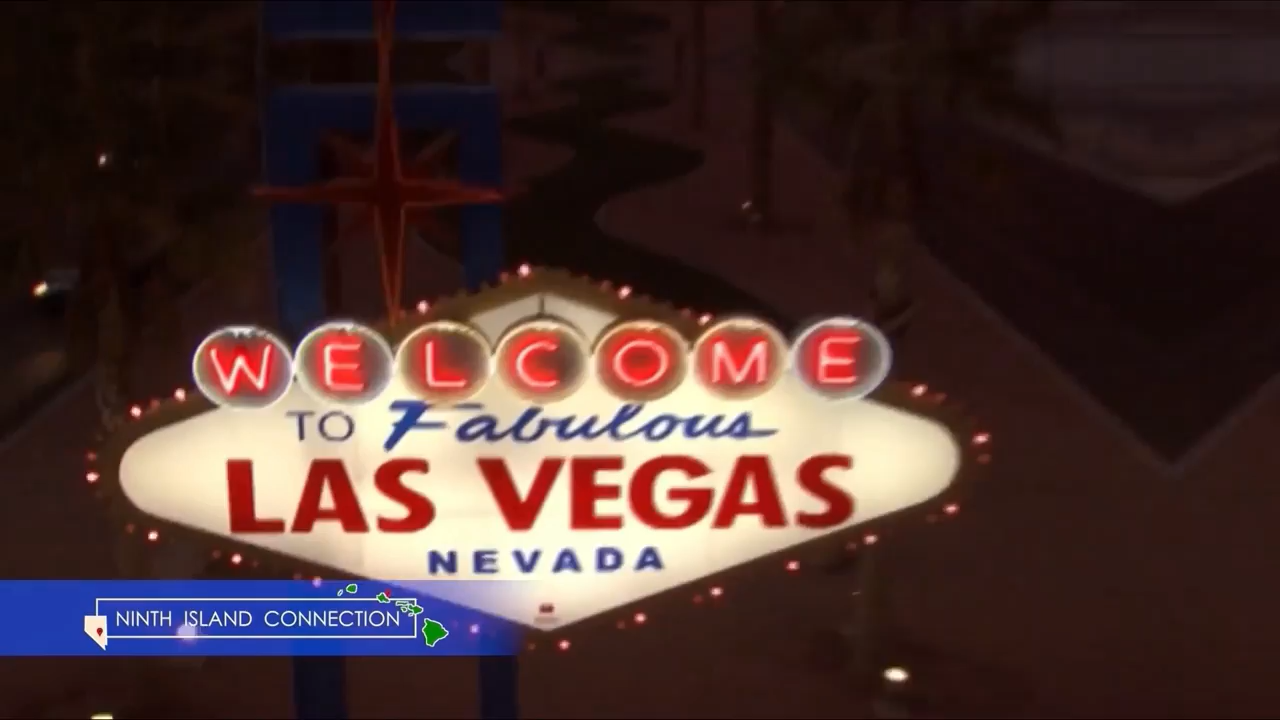 WELCOME
TO Fabulous
LAS VEGAS
NEVADA
NINTH ISLAND CONNECTION